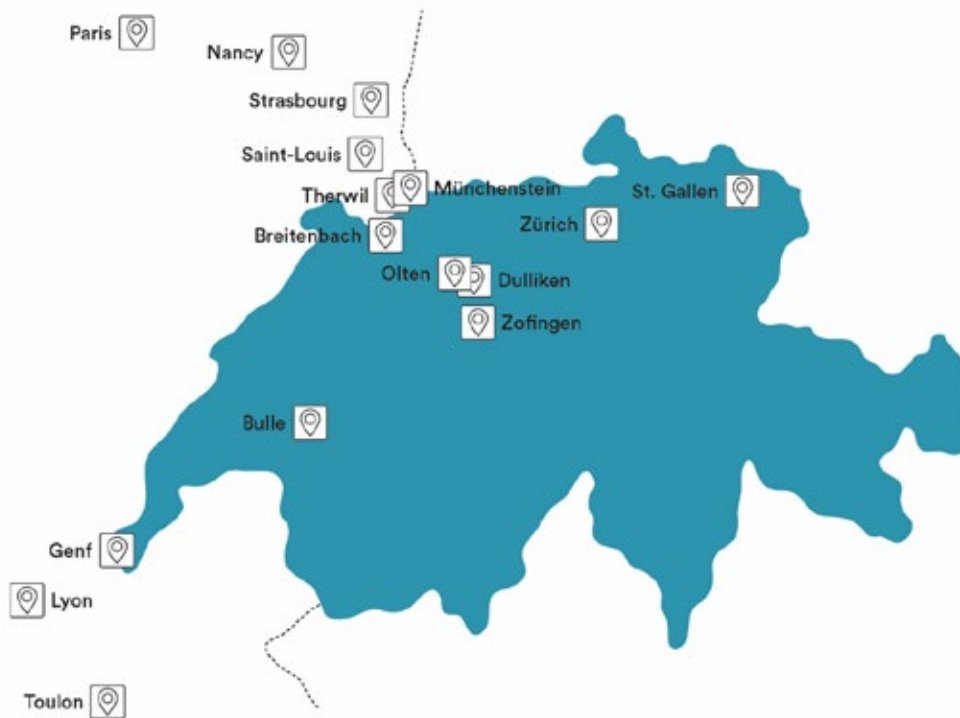 Paris
Nancy
Strasbourg
Saint-Louis
Therwil
Münchenstein
St. Gallen
Breitenbach
Zürich
Olten
Dulliken
Zofingen
Bulle
Genf
Lyon
Toulon